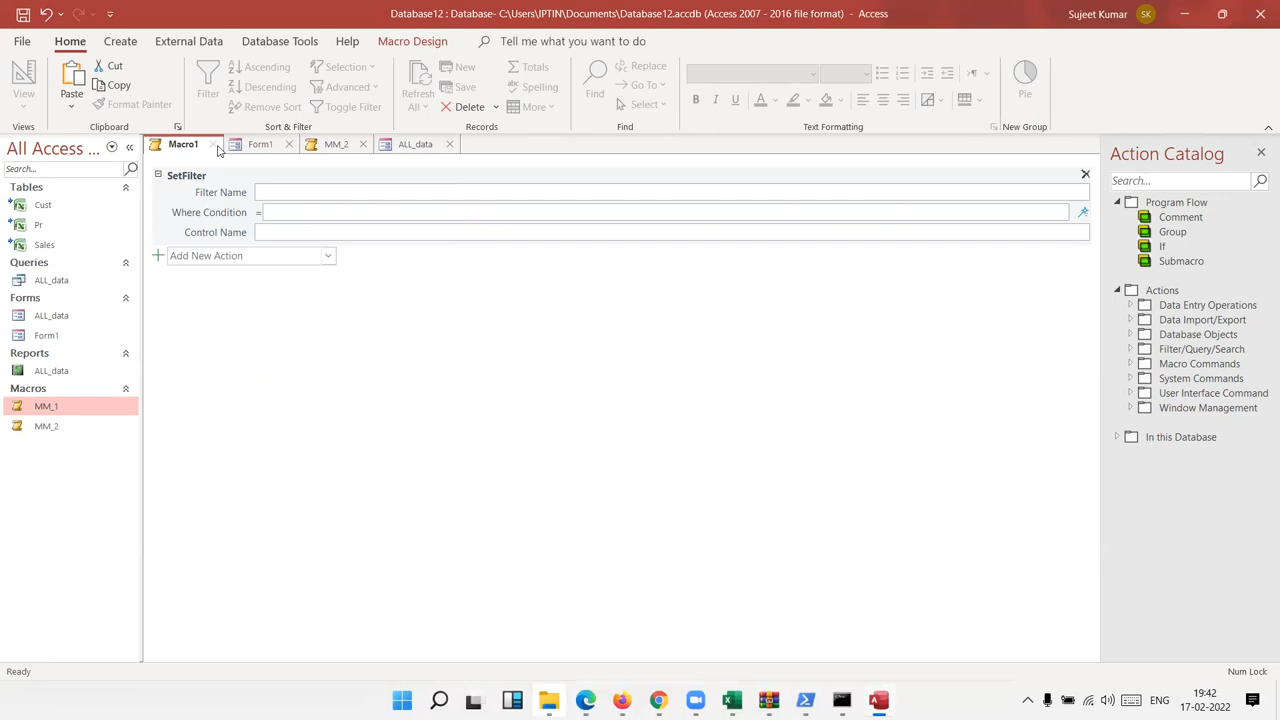 Database12 : Database- C:\Users\IPTIN\Documents\Database12.accdb (Access 2007 - 2016 file format) - Access
Sujeet Kumar
SK
File
Home
Create
External Data
Database Tools
Help
Macro Design
Tell me what you want to do
View
Views
Paste
Cut
Copy
Format Painter
Clipboard
Filter
Ascending
Descending
Remove Sort
Selection
Advanced
Toggle Filter
Sort & Filter
Refresh
All
New
Save
Delete
Totals
Spelling
More
Records
Find
Replace
Go To
Select
Find
B I U A
Text Formatting
Pie
New Group
All Access ...
Search...
Tables
Cust
Pr
Sales
Queries
ALL_data
Forms
ALL_data
Form1
Reports
ALL_data
Macros
MM_1
MM_2
Macro1
Form1
MM_2
ALL_data
SetFilter
Filter Name
Where Condition =
Control Name
Add New Action
Action Catalog
Search...
Program Flow
Comment
Group
If
Submacro
Actions
Data Entry Operations
Data Import/Export
Database Objects
Filter/Query/Search
Macro Commands
System Commands
User Interface Command
Window Management
In this Database
Ready
Num Lock
ENG
19:42
17-02-2022